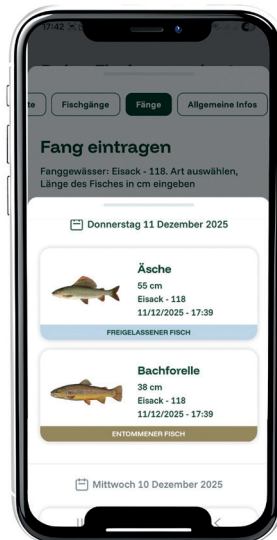 17:42
te
Fischgänge
Fänge
Allgemeine Infos
Fang eintragen
Fanggewässer: Eisack - 118. Art auswählen,
Länge des Fisches in cm eingeben
Donnerstag 11 Dezember 2025
Äsche
55 cm
Eisack - 118
11/12/2025 - 17:39
FREIGELASSENER FISCH
Bachforelle
38 cm
Eisack - 118
11/12/2025 - 17:39
ENTOMMENER FISCH
Mittwoch 10 Dezember 2025